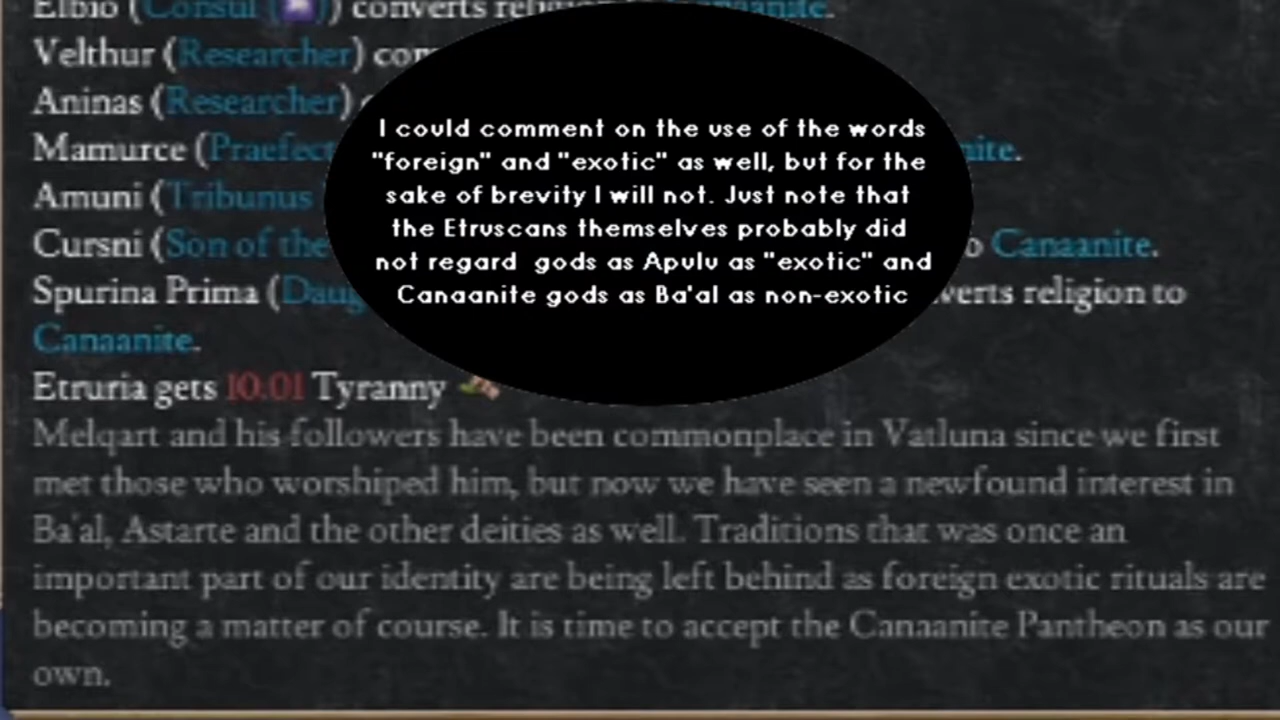 Elbio (Consul ( )) converts religion Canaanite.
Velthur (Researcher) con
Aninas (Researcher)
Mamurce (Praefect
Amuni (Tribunus
Cursni (Son of the Canaanite.
Spurina Prima (Daug verts religion to
Canaanite.
Etruria gets 10.01 Tyranny
Melqart and his followers have been commonplace in Vatluna since we first
met those who worshiped him, but now we have seen a newfound interest in
Ba'al, Astarte and the other deities as well. Traditions that was once an
important part of our identity are being left behind as foreign exotic rituals are
becoming a matter of course. It is time to accept the Canaanite Pantheon as our
own.
I could comment on the use of the words
"foreign" and "exotic" as well, but for the
sake of brevity I will not. Just note that
the Etruscans themselves probably did
not regard gods as Apulu as "exotic" and
Canaanite gods as Ba'al as non-exotic